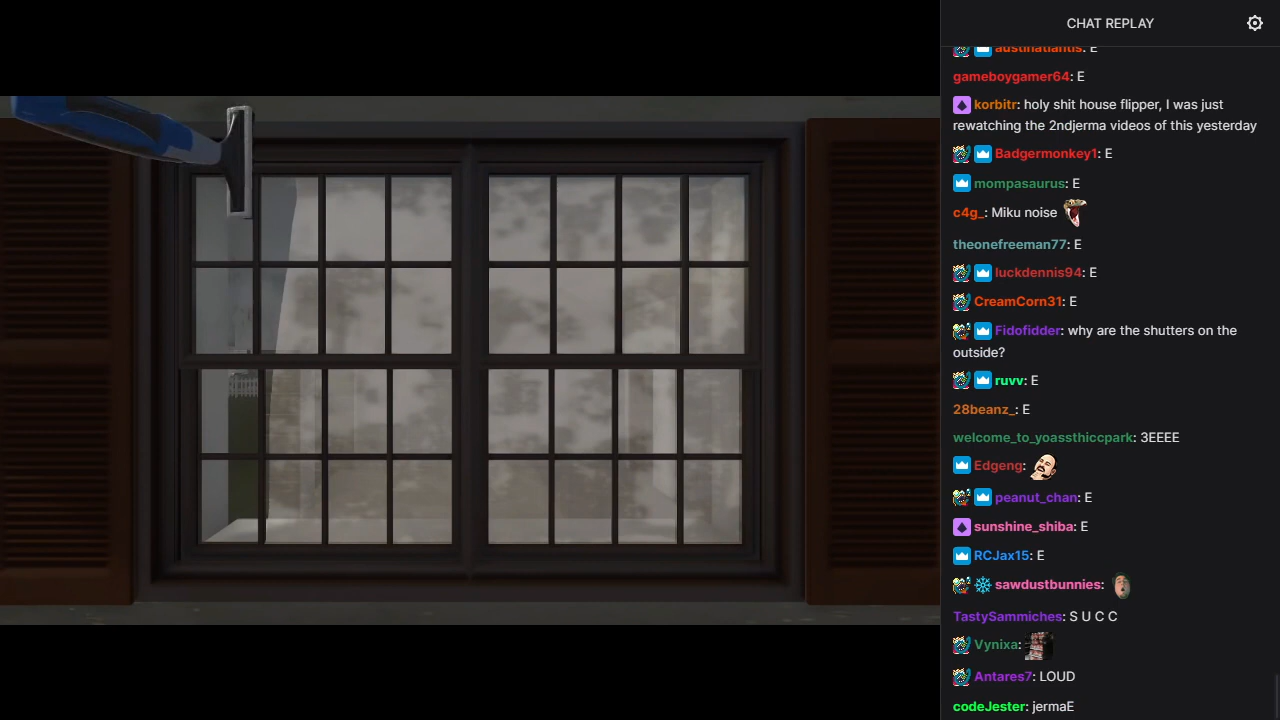 CHAT REPLAY
austinatlantis: E
gameboygamer64: E
korbitr: holy shit house flipper, I was just
rewatching the 2ndjerma videos of this yesterday
Badgermonkey1: E
mompasaurus: E
c4g_: Miku noise
theonefreeman77: E
luckdennis94: E
CreamCorn31: E
Fidofidder: why are the shutters on the
outside?
ruvv: E
28beanz_: E
welcome_to_yoassthiccpark: 3EEEE
Edgeng:
peanut_chan: E
sunshine_shiba: E
RCJax15: E
sawdustbunnies:
TastySammiches: S U C C
Vynixa:
Antares7: LOUD
codeJester: jermaE